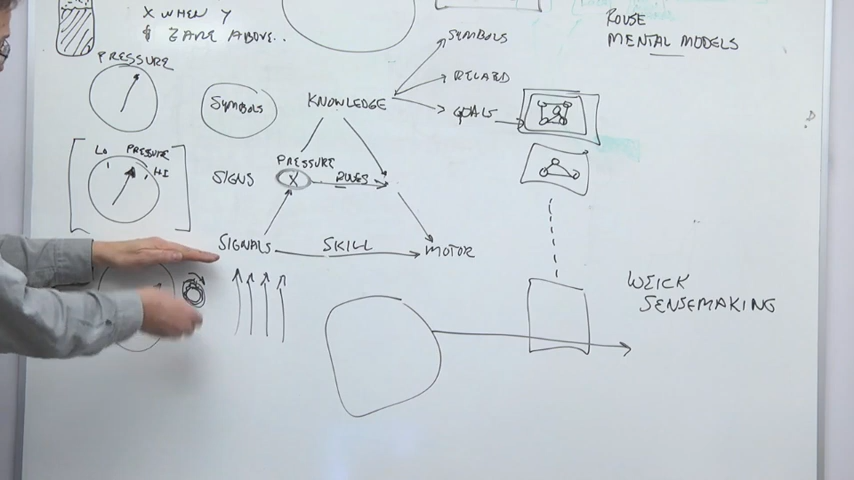 X WHEN Y
& Z ARE ABOVE..
ROUSE
MENTAL MODELS
PRESSURE
Symbols
KNOWLEDGE
SYMBOLS
RELATD
GOALS
Lo PRESSURE
HI
SIGNS
PRESSURE
X
RULES
SIGNALS
SKILL
MOTOR
WEICK
SENSEMAKING